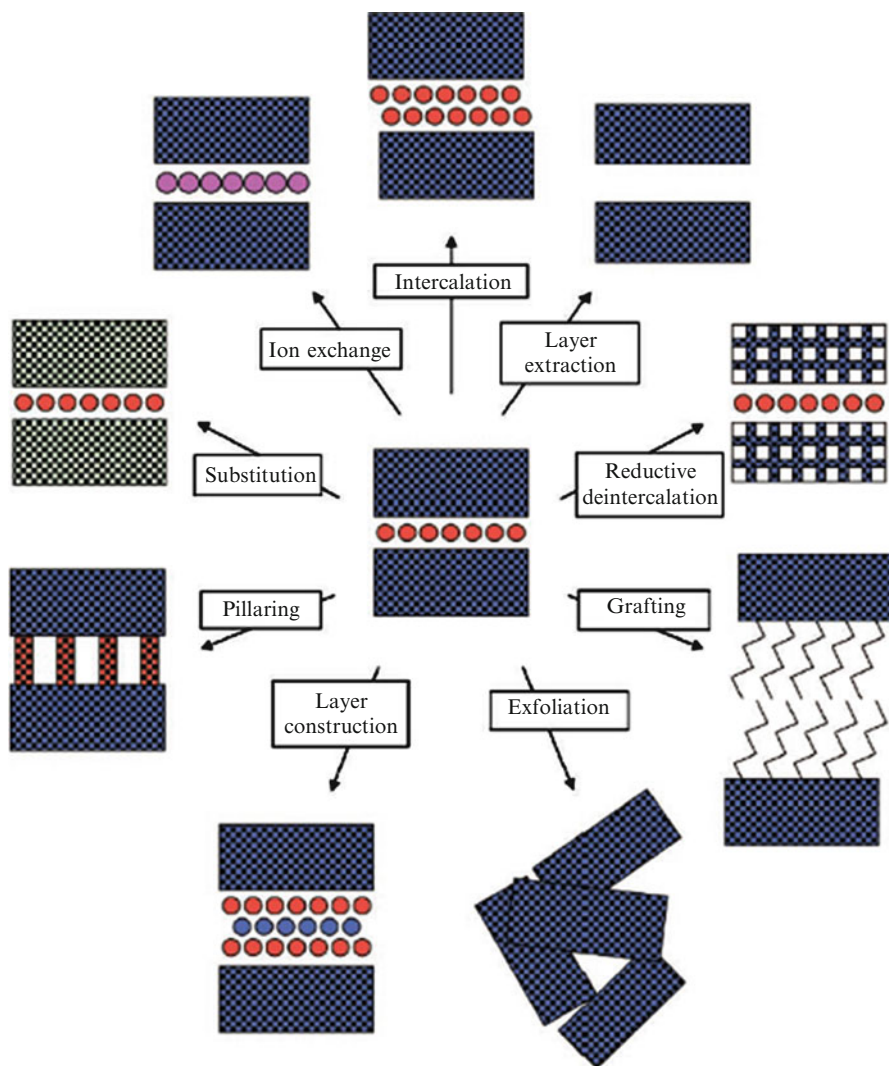 Intercalation
Ion exchange
Layer
extraction
Substitution
Reductive
deintercalation
Pillaring
Grafting
Layer
construction
Exfoliation